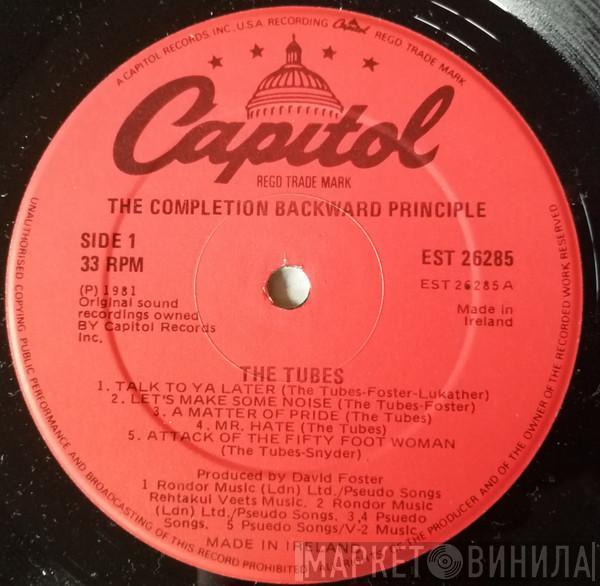 A CAPITOL RECORDS, INC., U.S.A. RECORDING Capitol REGD TRADE MARK
Capitol
REGD TRADE MARK
THE COMPLETION BACKWARD PRINCIPLE
SIDE 1
33 RPM
EST 26285
EST 26285 A
(P) 1981
Original sound
recordings owned
BY Capitol Records
Inc.
Made in
Ireland
THE TUBES
1. TALK TO YA LATER (The Tubes-Foster-Lukather)
2. LET'S MAKE SOME NOISE (The Tubes-Foster)
3. A MATTER OF PRIDE (The Tubes)
4. MR. HATE (The Tubes)
5. ATTACK OF THE FIFTY FOOT WOMAN
(The Tubes-Snyder)
Produced by David Foster
1 Rondor Music (Ldn) Ltd./Pseudo Songs
Rehtakul Veets Music. 2 Rondor Music
(Ldn) Ltd./Pseudo Songs. 3,4 Psuedo
Songs. 5 Psuedo Songs/V-2 Music.
MADE IN IRELAND
UNAUTHORISED COPYING PUBLIC PERFORMANCE AND BROADCASTING OF THIS RECORD PROHIBITED. ALL RIGHTS OF THE PRODUCER AND OF THE OWNER OF THE RECORDED WORK RESERVED
МАРКЕТ ВИНИЛА